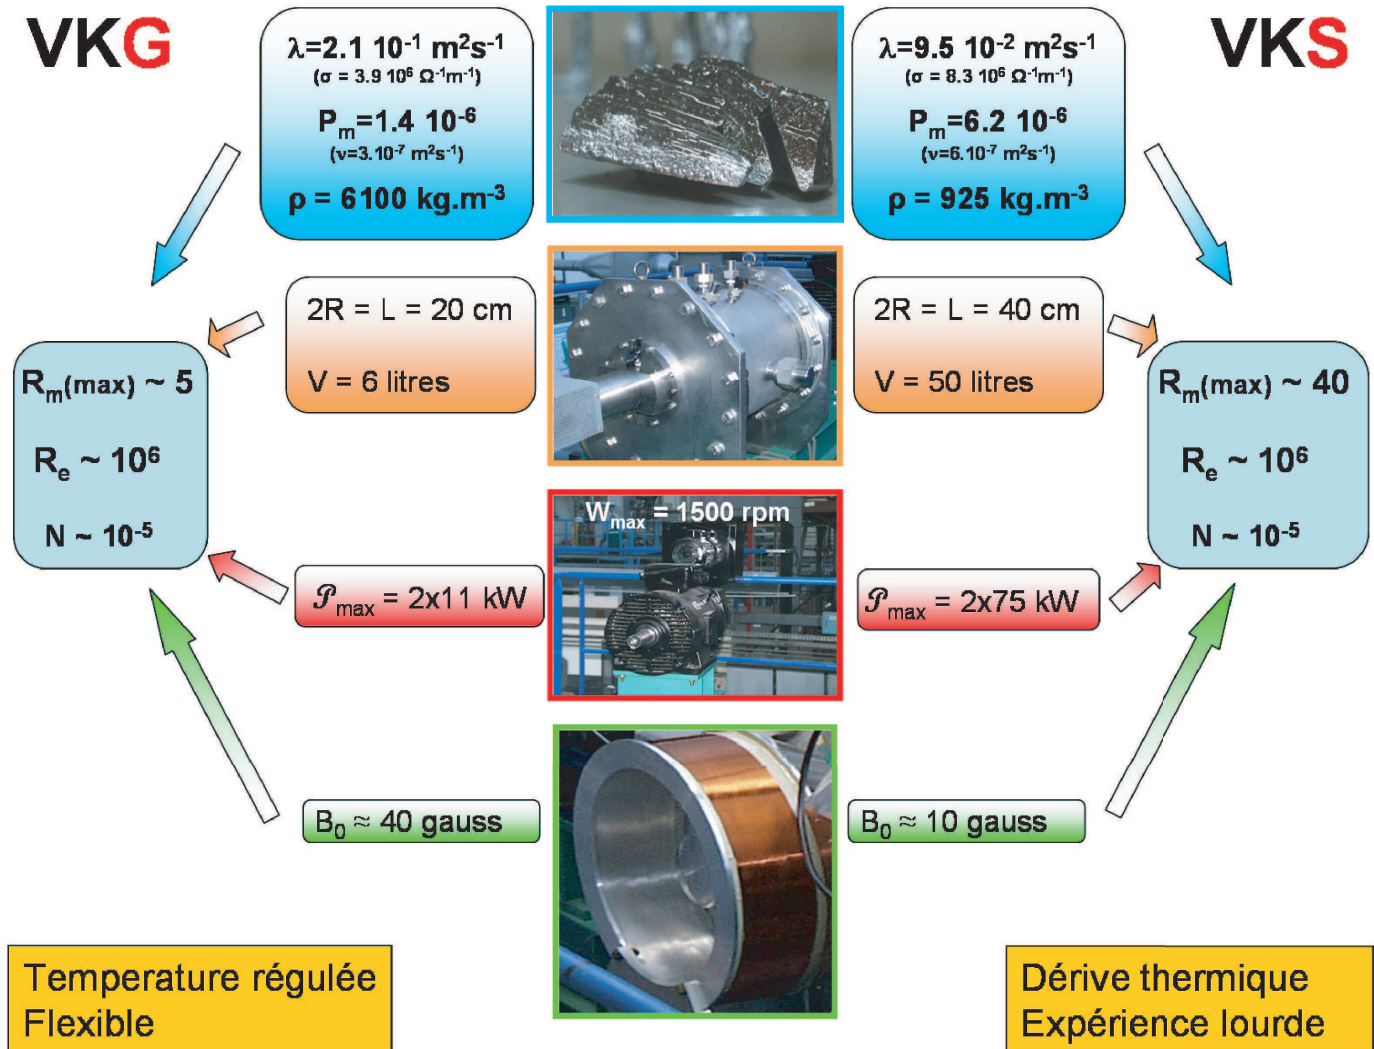 VKG
λ=2.1 10⁻¹ m²s⁻¹
(σ = 3.9 10⁶ Ω⁻¹m⁻¹)
Pₘ=1.4 10⁻⁶
(ν=3.10⁻⁷ m²s⁻¹)
ρ = 6100 kg.m⁻³
VKS
λ=9.5 10⁻² m²s⁻¹
(σ = 8.3 10⁶ Ω⁻¹m⁻¹)
Pₘ=6.2 10⁻⁶
(ν=6.10⁻⁷ m²s⁻¹)
ρ = 925 kg.m⁻³
2R = L = 20 cm
V = 6 litres
2R = L = 40 cm
V = 50 litres
Rₘ(max) ~ 5
Rₑ ~ 10⁶
N ~ 10⁻⁵
Rₘ(max) ~ 40
Rₑ ~ 10⁶
N ~ 10⁻⁵
Wₘₐₓ = 1500 rpm
𝒫ₘₐₓ = 2x11 kW
𝒫ₘₐₓ = 2x75 kW
B₀ ≈ 40 gauss
B₀ ≈ 10 gauss
Temperature régulée
Flexible
Dérive thermique
Expérience lourde